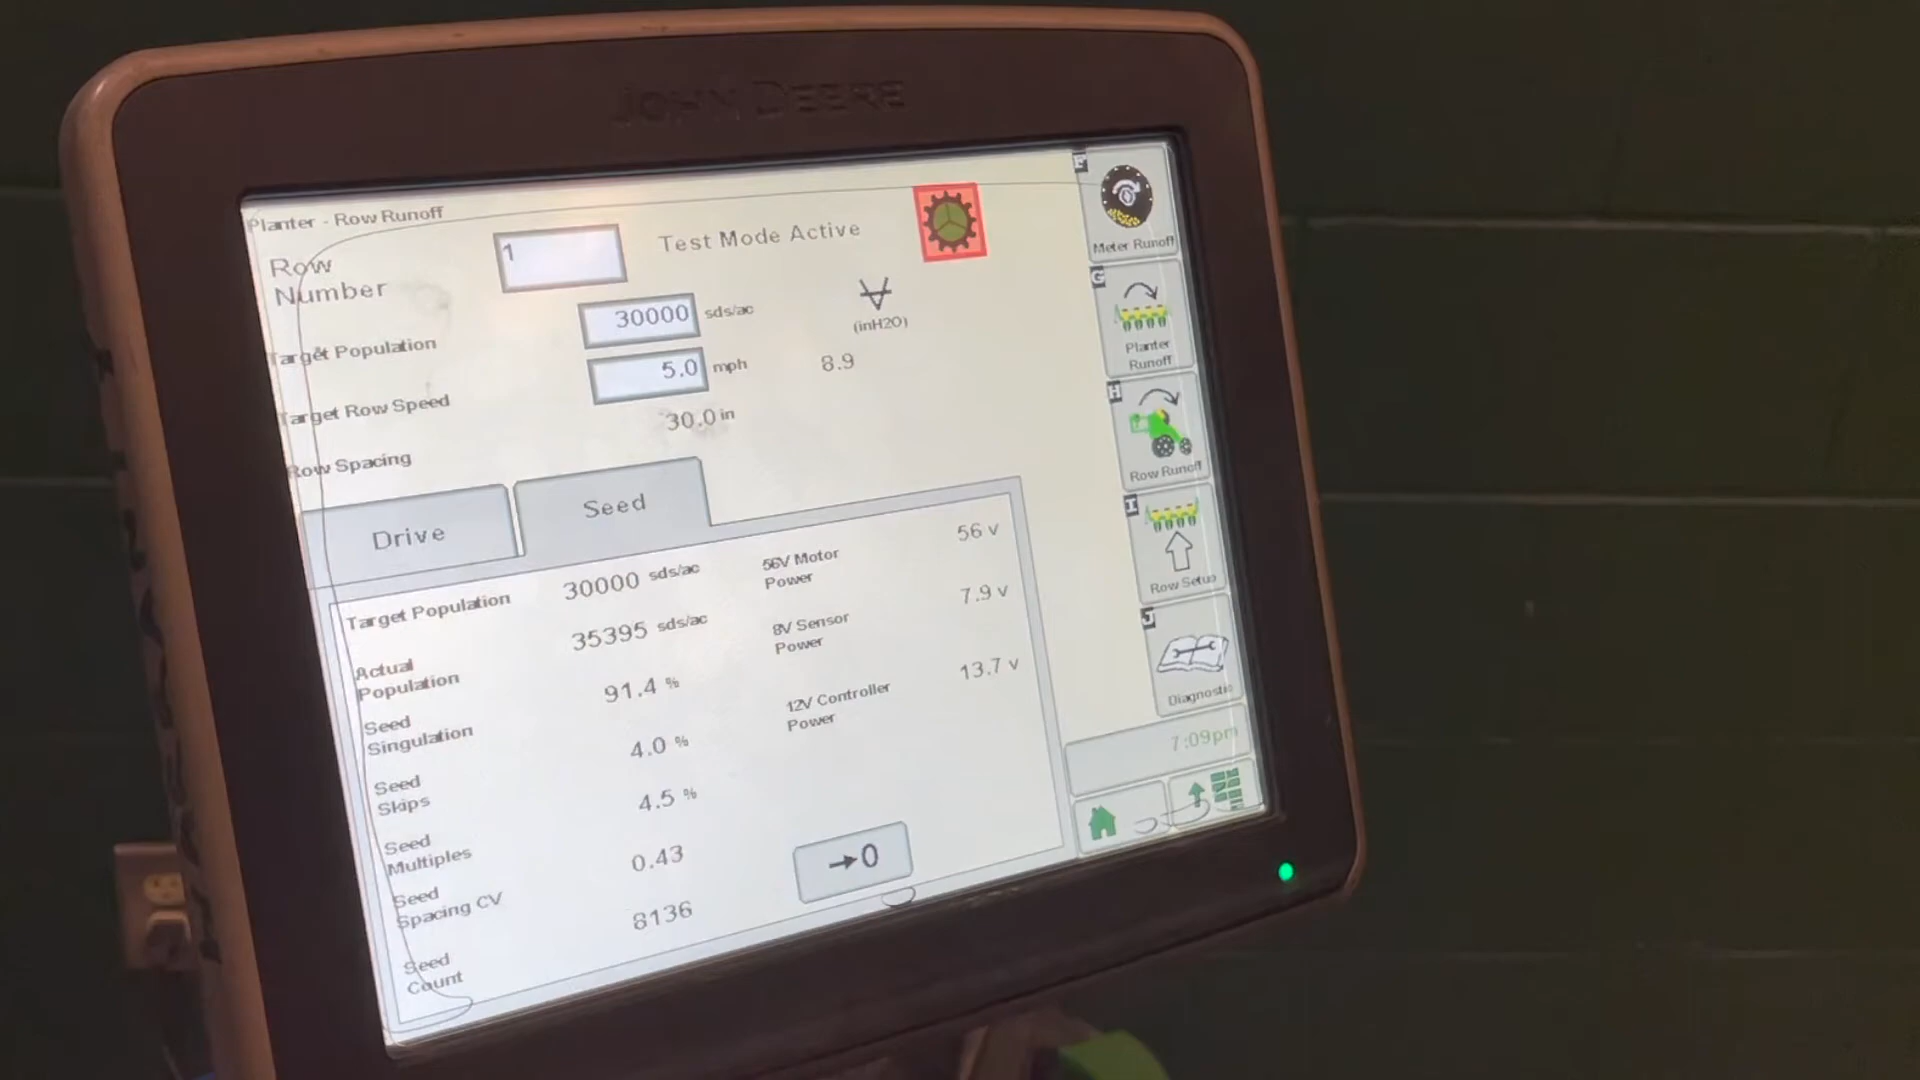 JOHN DEERE
Planter - Row Runoff
Row
Number
1
Test Mode Active
Target Population
30000 sds/ac
(inH2O)
Target Row Speed
5.0 mph
8.9
Row Spacing
30.0 in
Drive
Seed
Target Population
30000 sds/ac
Actual
Population
35395 sds/ac
Seed
Singulation
91.4 %
Seed
Skips
4.0 %
Seed
Multiples
4.5 %
Seed
Spacing CV
0.43
Seed
Count
8136
56V Motor
Power
56 v
8V Sensor
Power
7.9 v
12V Controller
Power
13.7 v
→0
F
Meter Runoff
G
Planter
Runoff
H
Row Runoff
I
Row Setup
J
Diagnostic
7:09pm